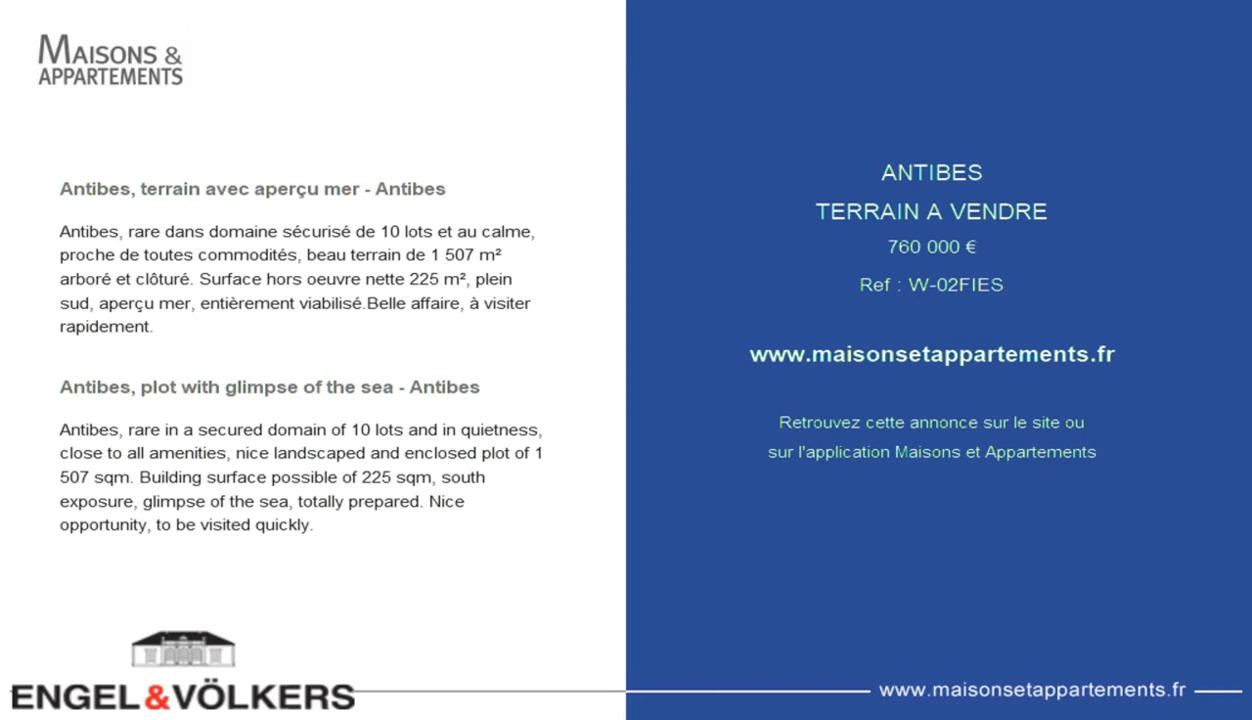 MAISONS &
APPARTEMENTS
Antibes, terrain avec aperçu mer - Antibes
Antibes, rare dans domaine sécurisé de 10 lots et au calme,
proche de toutes commodités, beau terrain de 1 507 m²
arboré et clôturé. Surface hors oeuvre nette 225 m², plein
sud, aperçu mer, entièrement viabilisé.Belle affaire, à visiter
rapidement.
Antibes, plot with glimpse of the sea - Antibes
Antibes, rare in a secured domain of 10 lots and in quietness,
close to all amenities, nice landscaped and enclosed plot of 1
507 sqm. Building surface possible of 225 sqm, south
exposure, glimpse of the sea, totally prepared. Nice
opportunity, to be visited quickly.
ENGEL&VÖLKERS
ANTIBES
TERRAIN A VENDRE
760 000 €
Ref : W-02FIES
www.maisonsetappartements.fr
Retrouvez cette annonce sur le site ou
sur l'application Maisons et Appartements
www.maisonsetappartements.fr